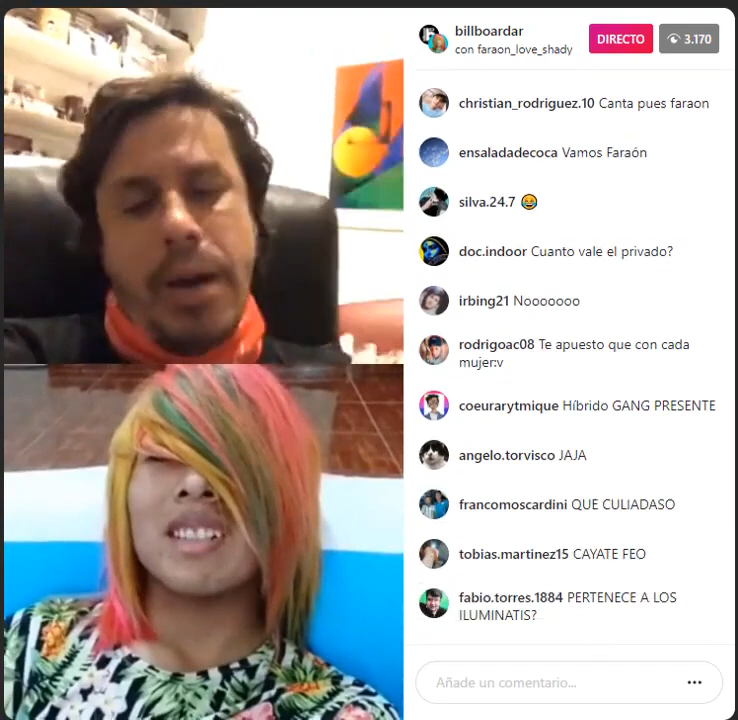 billboardar
con faraon_love_shady
DIRECTO
3.170
christian_rodriguez.10 Canta pues faraon
ensaladadecoca Vamos Faraón
silva.24.7 😂
doc.indoor Cuanto vale el privado?
irbing21 Nooooooo
rodrigoac08 Te apuesto que con cada
mujer:v
coeurarytmique Híbrido GANG PRESENTE
angelo.torvisco JAJA
francomoscardini QUE CULIADASO
tobias.martinez15 CAYATE FEO
fabio.torres.1884 PERTENECE A LOS
ILUMINATIS?
Añade un comentario...